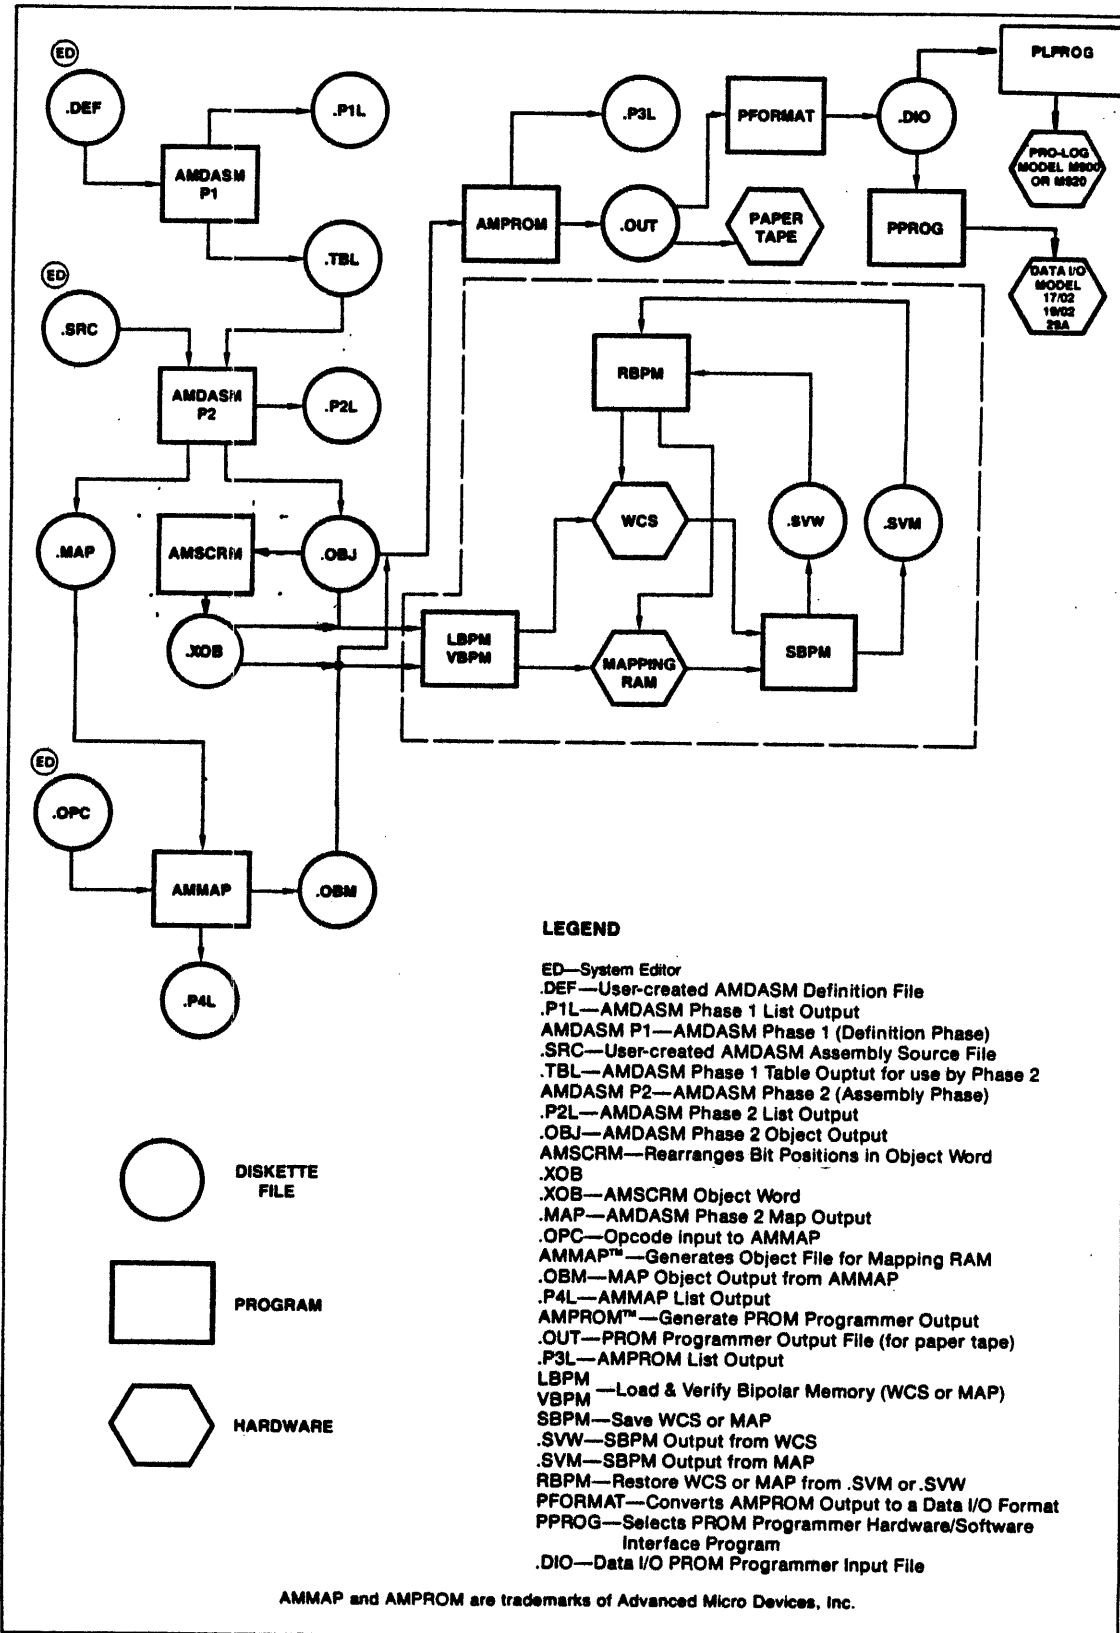 ED
.DEF
.P1L
AMDASM
P1
.TBL
ED
.SRC
AMDASM
P2
.P2L
.MAP
AMSCRM
.OBJ
.XOB
ED
.OPC
AMMAP
.OBM
.P4L
.P3L
AMPROM
.OUT
PFORMAT
PAPER
TAPE
.DIO
PLPROG
PRO-LOG
MODEL M900
OR M920
PPROG
DATA I/O
MODEL
17/02
19/02
29A
RBPM
WCS
.SVW
.SVM
LBPM
VBPM
MAPPING
RAM
SBPM
DISKETTE
FILE
PROGRAM
HARDWARE
LEGEND
ED—System Editor
.DEF—User-created AMDASM Definition File
.P1L—AMDASM Phase 1 List Output
AMDASM P1—AMDASM Phase 1 (Definition Phase)
.SRC—User-created AMDASM Assembly Source File
.TBL—AMDASM Phase 1 Table Ouptut for use by Phase 2
AMDASM P2—AMDASM Phase 2 (Assembly Phase)
.P2L—AMDASM Phase 2 List Output
.OBJ—AMDASM Phase 2 Object Output
AMSCRM—Rearranges Bit Positions in Object Word
.XOB
.XOB—AMSCRM Object Word
.MAP—AMDASM Phase 2 Map Output
.OPC—Opcode Input to AMMAP
AMMAP™—Generates Object File for Mapping RAM
.OBM—MAP Object Output from AMMAP
.P4L—AMMAP List Output
AMPROM™—Generate PROM Programmer Output
.OUT—PROM Programmer Output File (for paper tape)
.P3L—AMPROM List Output
LBPM
VBPM —Load & Verify Bipolar Memory (WCS or MAP)
SBPM—Save WCS or MAP
.SVW—SBPM Output from WCS
.SVM—SBPM Output from MAP
RBPM—Restore WCS or MAP from .SVM or .SVW
PFORMAT—Converts AMPROM Output to a Data I/O Format
PPROG—Selects PROM Programmer Hardware/Software
Interface Program
.DIO—Data I/O PROM Programmer Input File
AMMAP and AMPROM are trademarks of Advanced Micro Devices, Inc.